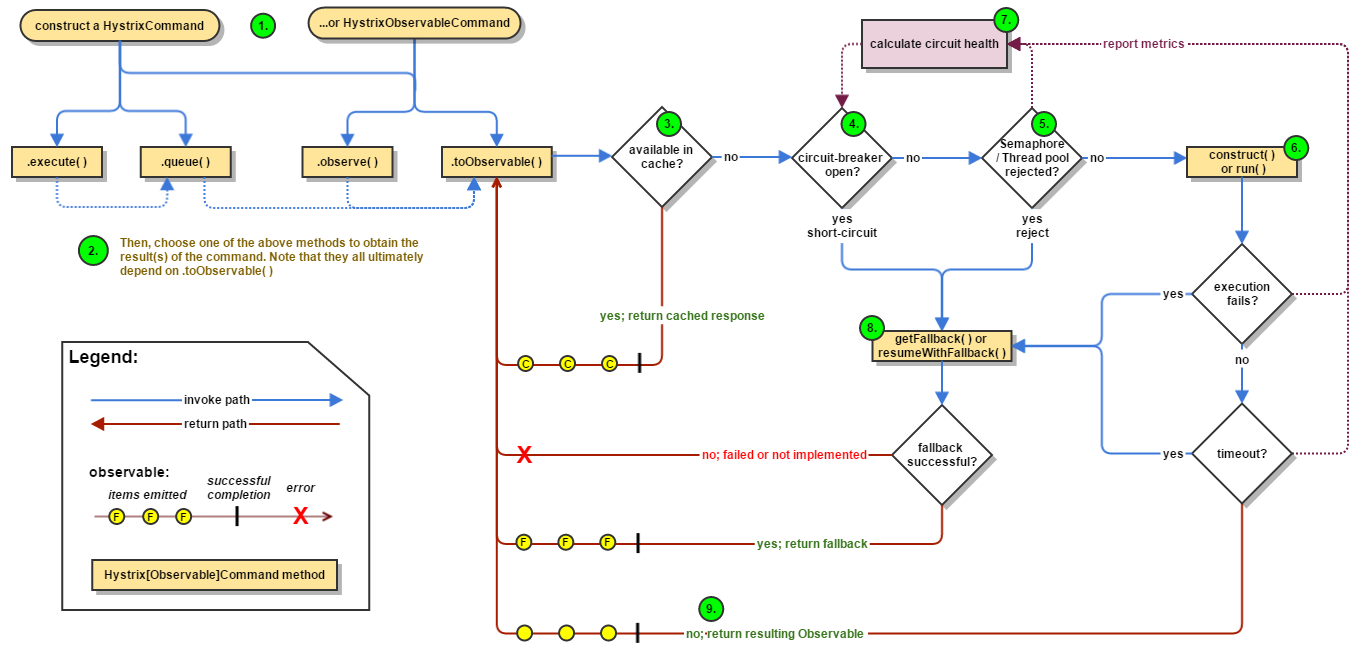 construct a HystrixCommand
1.
...or HystrixObservableCommand
7.
calculate circuit health
report metrics
.execute( )
.queue( )
.observe( )
.toObservable( )
3.
available in
cache?
no
4.
circuit-breaker
open?
no
5.
Semaphore
/ Thread pool
rejected?
no
6.
construct( )
or run( )
yes
short-circuit
yes
reject
2.
Then, choose one of the above methods to obtain the
result(s) of the command. Note that they all ultimately
depend on .toObservable( )
execution
fails?
yes
no
yes; return cached response
C
C
C
8.
getFallback( ) or
resumeWithFallback( )
Legend:
invoke path
return path
observable:
items emitted
successful
completion
error
F
F
F
X
Hystrix[Observable]Command method
X
no; failed or not implemented
fallback
successful?
yes
timeout?
F
F
F
yes; return fallback
9.
no; return resulting Observable